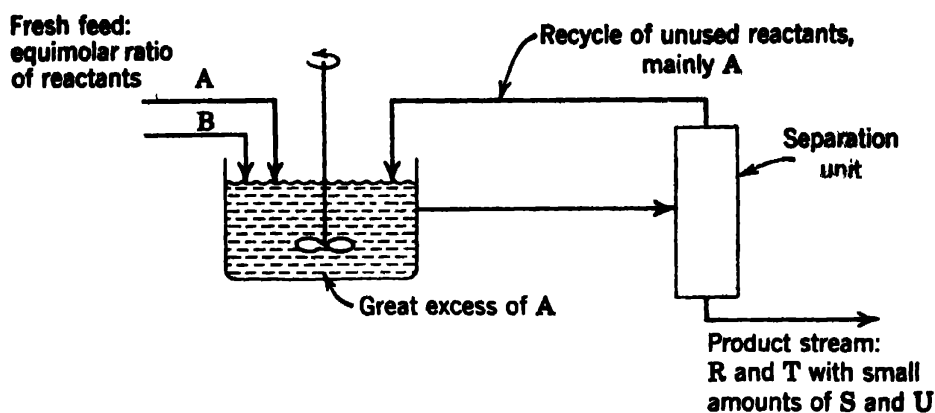 Fresh feed:
equimolar ratio
of reactants
A
B
Recycle of unused reactants,
mainly A
Separation
unit
Great excess of A
Product stream:
R and T with small
amounts of S and U